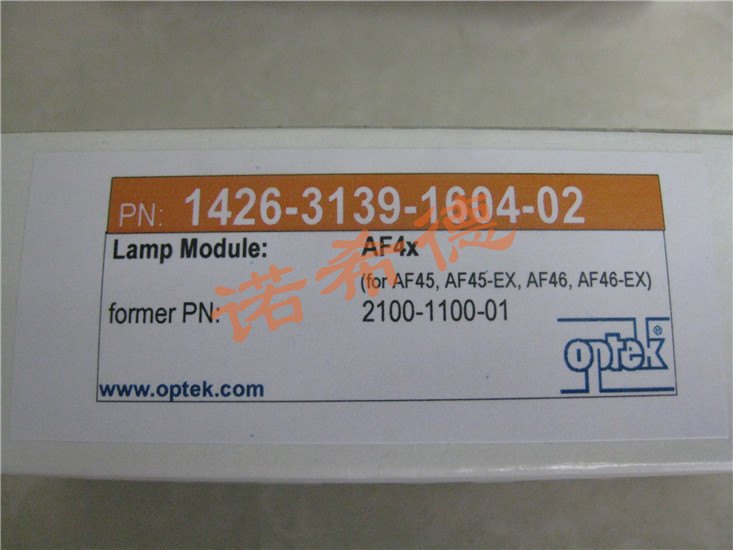 PN: 1426-3139-1604-02
Lamp Module: AF4x
(for AF45, AF45-EX, AF46, AF46-EX)
former PN: 2100-1100-01
optek®
www.optek.com
诺希德